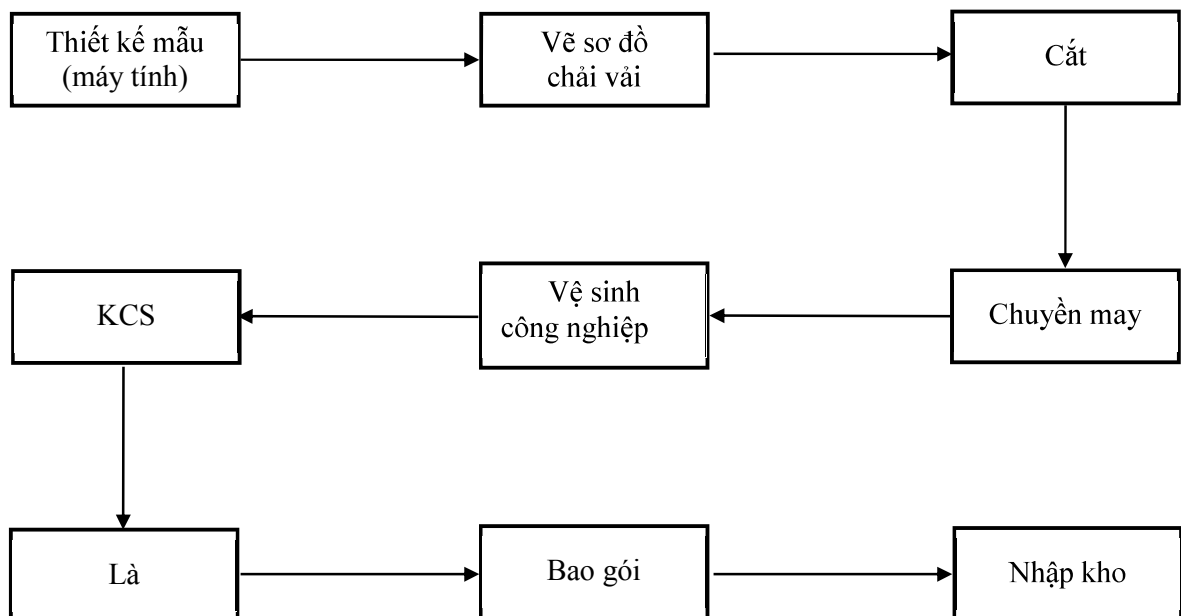 Thiết kế mẫu
(máy tính)
Vẽ sơ đồ
chải vải
Cắt
Chuyền may
Vệ sinh
công nghiệp
KCS
Là
Bao gói
Nhập kho